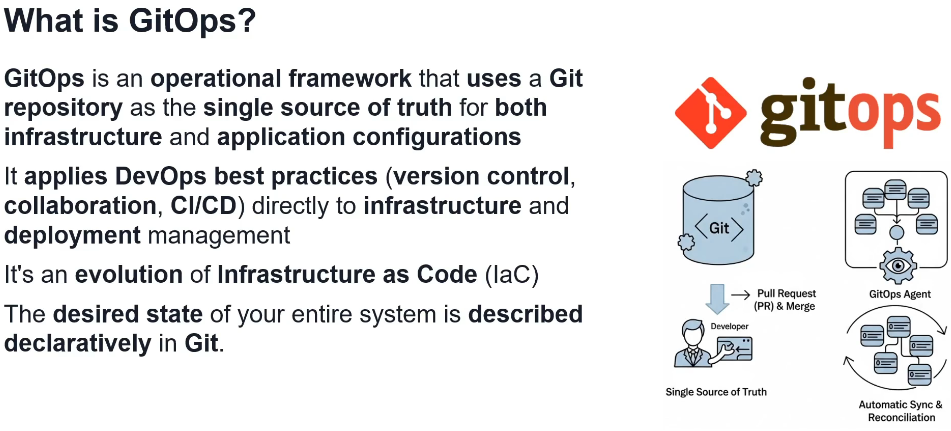 What is GitOps?
GitOps is an operational framework that uses a Git
repository as the single source of truth for both
infrastructure and application configurations
It applies DevOps best practices (version control,
collaboration, CI/CD) directly to infrastructure and
deployment management
It's an evolution of Infrastructure as Code (IaC)
The desired state of your entire system is described
declaratively in Git.
gitops
<Git>
Pull Request
(PR) & Merge
Developer
Single Source of Truth
GitOps Agent
Automatic Sync &
Reconciliation